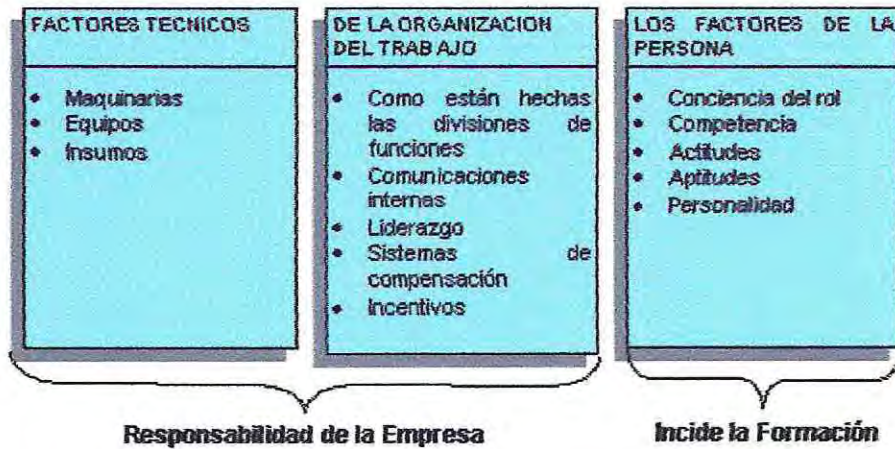 FACTORES TECNICOS
• Maquinarias
• Equipos
• Insumos
DE LA ORGANIZACION
DEL TRABAJO
• Como están hechas
las divisiones de
funciones
• Comunicaciones
internas
• Liderazgo
• Sistemas de
compensación
• Incentivos
LOS FACTORES DE LA
PERSONA
• Conciencia del rol
• Competencia
• Actitudes
• Aptitudes
• Personalidad
Responsabilidad de la Empresa
Incide la Formación